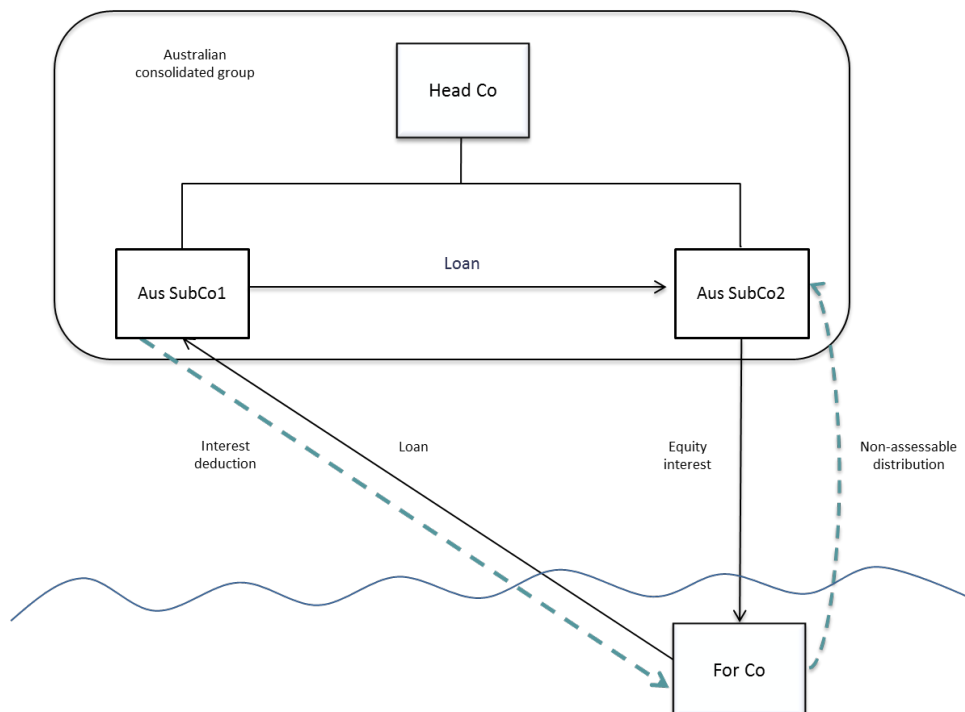 Australian
consolidated group
Head Co
Loan
Aus SubCo1
Aus SubCo2
Interest
deduction
Loan
Equity
interest
Non-assessable
distribution
For Co